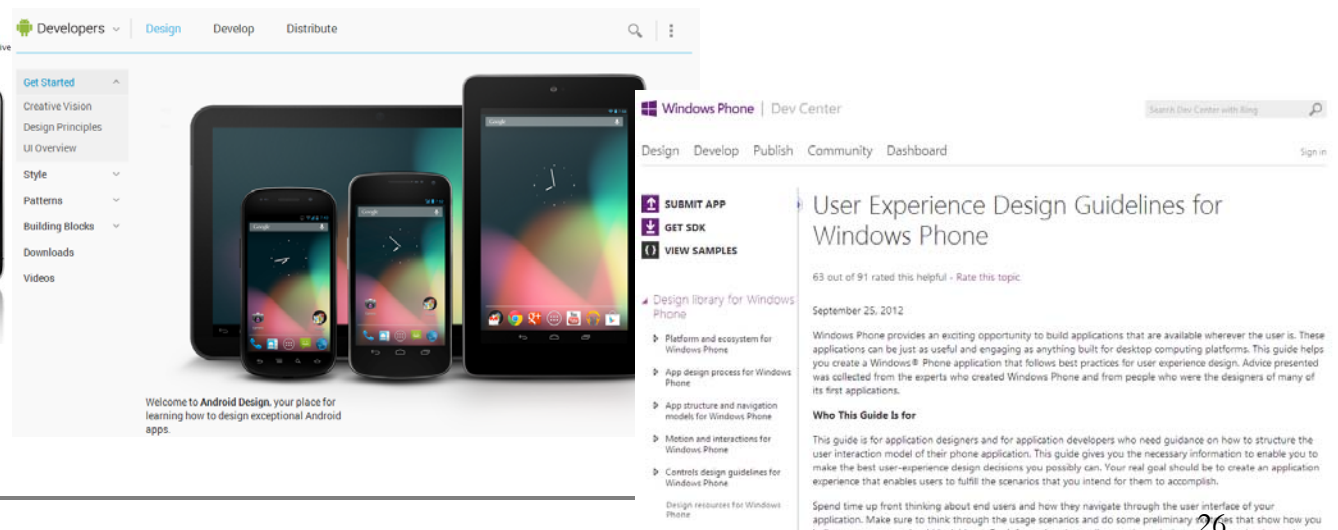 Developers
Design
Develop
Distribute
ive
Get Started
Creative Vision
Design Principles
UI Overview
Style
Patterns
Building Blocks
Downloads
Videos
Google
Google
Google
Welcome to Android Design, your place for
learning how to design exceptional Android
apps.
Windows Phone | Dev Center
Search Dev Center with Bing
Design Develop Publish Community Dashboard
Sign in
SUBMIT APP
GET SDK
VIEW SAMPLES
Design library for Windows
Phone
Platform and ecosystem for
Windows Phone
App design process for Windows
Phone
App structure and navigation
models for Windows Phone
Motion and interactions for
Windows Phone
Controls design guidelines for
Windows Phone
Design resources for Windows
Phone
User Experience Design Guidelines for
Windows Phone
63 out of 91 rated this helpful - Rate this topic
September 25, 2012
Windows Phone provides an exciting opportunity to build applications that are available wherever the user is. These
applications can be just as useful and engaging as anything built for desktop computing platforms. This guide helps
you create a Windows® Phone application that follows best practices for user experience design. Advice presented
was collected from the experts who created Windows Phone and from people who were the designers of many of
its first applications.
Who This Guide Is for
This guide is for application designers and for application developers who need guidance on how to structure the
user interaction model of their phone application. This guide gives you the necessary information to enable you to
make the best user-experience design decisions you possibly can. Your real goal should be to create an application
experience that enables users to fulfill the scenarios that you intend for them to accomplish.
Spend time up front thinking about end users and how they navigate through the user interface of your
application. Make sure to think through the usage scenarios and do some preliminary that show how you
26